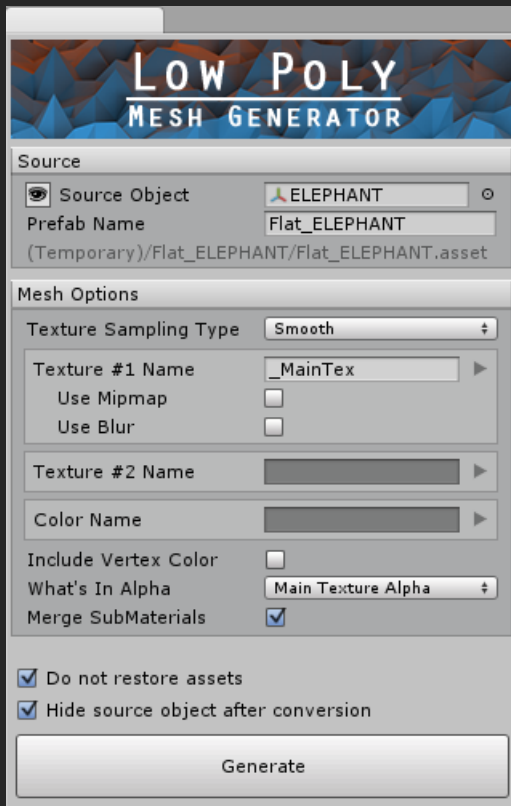 LOW POLY
MESH GENERATOR
Source
Source Object ELEPHANT
Prefab Name Flat_ELEPHANT
(Temporary)/Flat_ELEPHANT/Flat_ELEPHANT.asset
Mesh Options
Texture Sampling Type Smooth
Texture #1 Name _MainTex
Use Mipmap
Use Blur
Texture #2 Name
Color Name
Include Vertex Color
What's In Alpha Main Texture Alpha
Merge SubMaterials
Do not restore assets
Hide source object after conversion
Generate